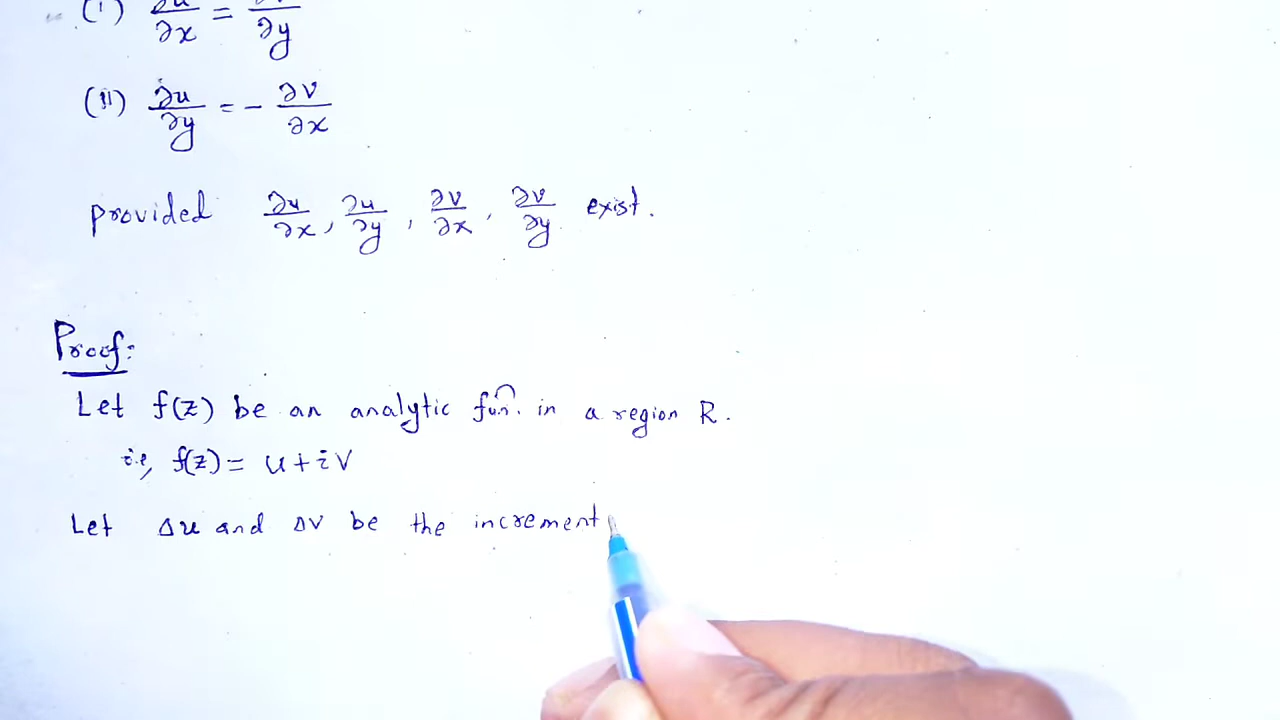 (i) ∂u/∂x = ∂/∂y
(ii) ∂u/∂y = - ∂v/∂x
provided ∂u/∂x, ∂u/∂y, ∂v/∂x, ∂v/∂y exist.
Proof:
Let f(z) be an analytic fun. in a region R.
i.e, f(z) = u + iv
Let Δu and Δv be the increment